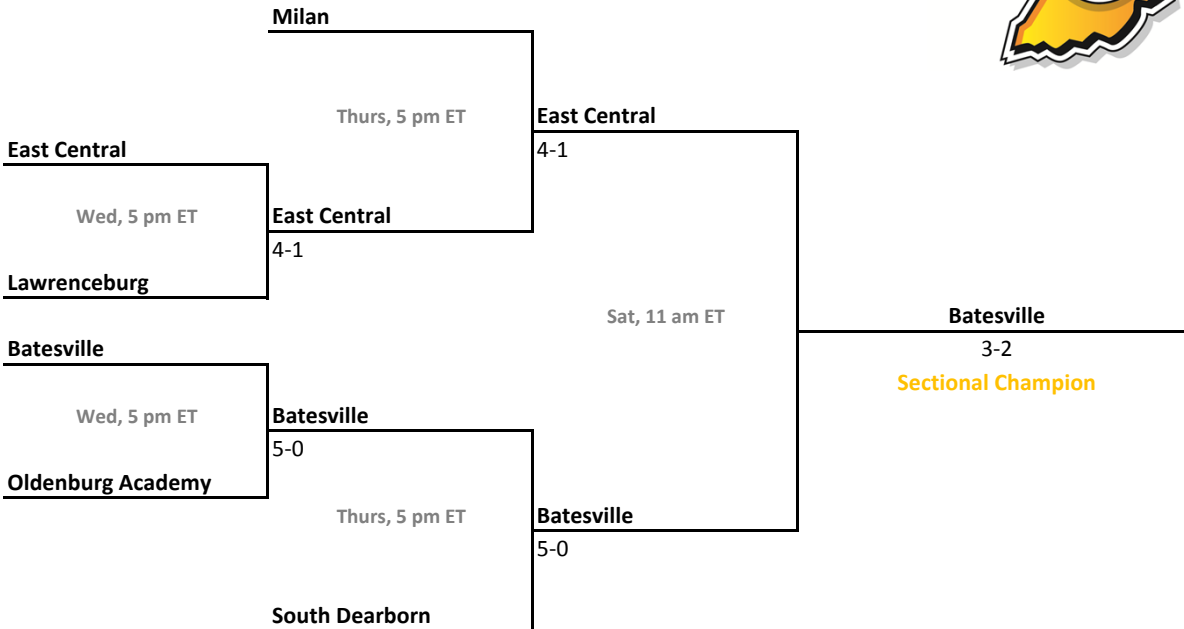 Milan
Thurs, 5 pm ET
East Central
4-1
East Central
Wed, 5 pm ET
East Central
4-1
Lawrenceburg
Sat, 11 am ET
Batesville
3-2
Sectional Champion
Batesville
Wed, 5 pm ET
Batesville
5-0
Oldenburg Academy
Thurs, 5 pm ET
Batesville
5-0
South Dearborn